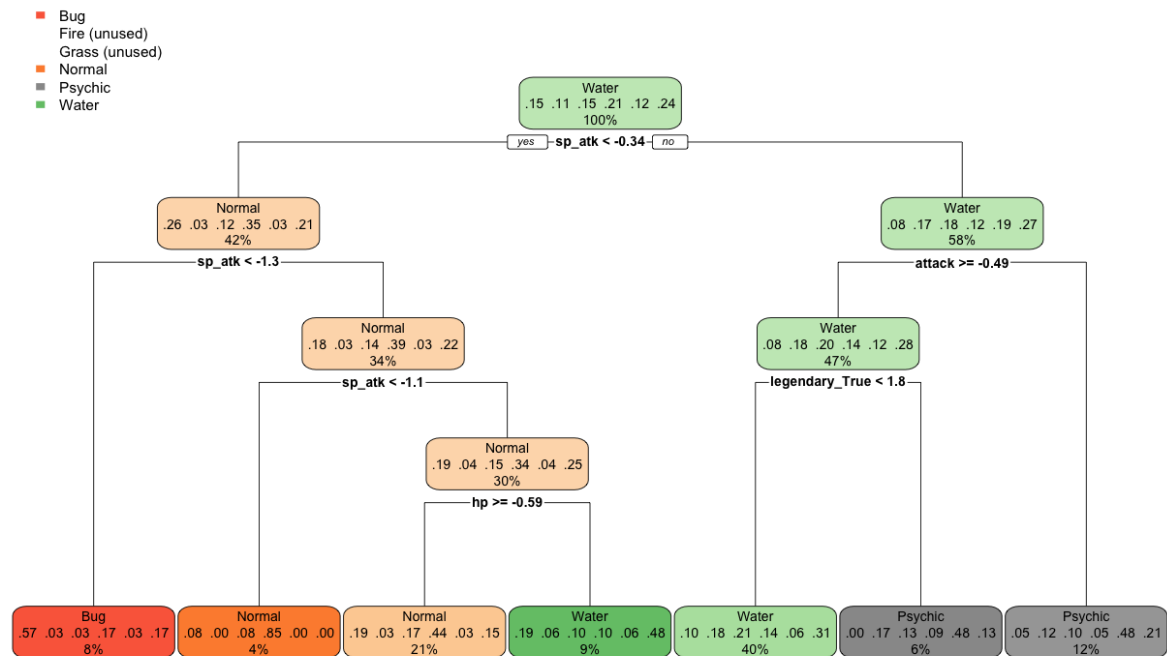 Bug
Fire (unused)
Grass (unused)
Normal
Psychic
Water
Water
.15 .11 .15 .21 .12 .24
100%
yes sp_atk < -0.34 no
Normal
.26 .03 .12 .35 .03 .21
42%
Water
.08 .17 .18 .12 .19 .27
58%
sp_atk < -1.3
attack >= -0.49
Normal
.18 .03 .14 .39 .03 .22
34%
Water
.08 .18 .20 .14 .12 .28
47%
sp_atk < -1.1
legendary_True < 1.8
Normal
.19 .04 .15 .34 .04 .25
30%
hp >= -0.59
Bug
.57 .03 .03 .17 .03 .17
8%
Normal
.08 .00 .08 .85 .00 .00
4%
Normal
.19 .03 .17 .44 .03 .15
21%
Water
.19 .06 .10 .10 .06 .48
9%
Water
.10 .18 .21 .14 .06 .31
40%
Psychic
.00 .17 .13 .09 .48 .13
6%
Psychic
.05 .12 .10 .05 .48 .21
12%